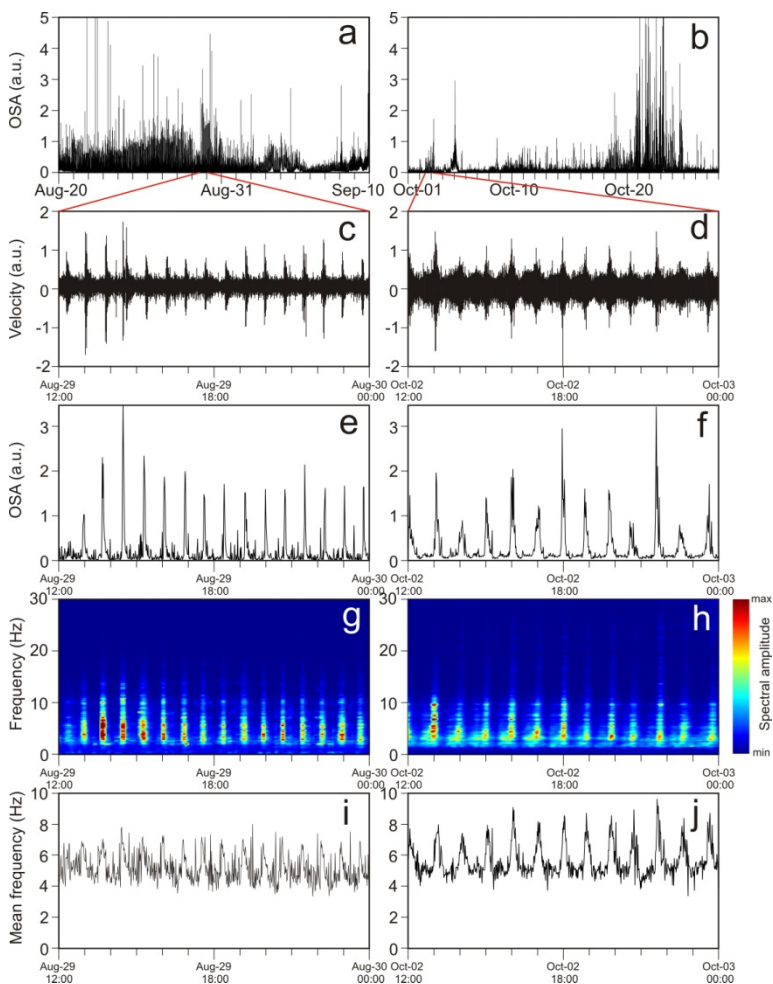 5 a 5 b
4 4
3 3
OSA (a.u.)
2 2
1 1
0 0
Aug-20 Aug-31 Sep-10 Oct-01 Oct-10 Oct-20
2 c 2 d
1 1
Velocity (a.u.)
0 0
-1 -1
-2 -2
Aug-29 Aug-29 Aug-30 Oct-02 Oct-02 Oct-03
12:00 18:00 00:00 12:00 18:00 00:00
3 e 3 f
OSA (a.u.)
2 2
1 1
0 0
Aug-29 Aug-29 Aug-30 Oct-02 Oct-02 Oct-03
12:00 18:00 00:00 12:00 18:00 00:00
30 g 30 h max
Frequency (Hz)
20 20
Spectral amplitude
10 10
0 0 min
Aug-29 Aug-29 Aug-30 Oct-02 Oct-02 Oct-03
12:00 18:00 00:00 12:00 18:00 00:00
10 i 10 j
8 8
Mean frequency (Hz)
6 6
4 4
2 2
0 0
Aug-29 Aug-29 Aug-30 Oct-02 Oct-02 Oct-03
12:00 18:00 00:00 12:00 18:00 00:00